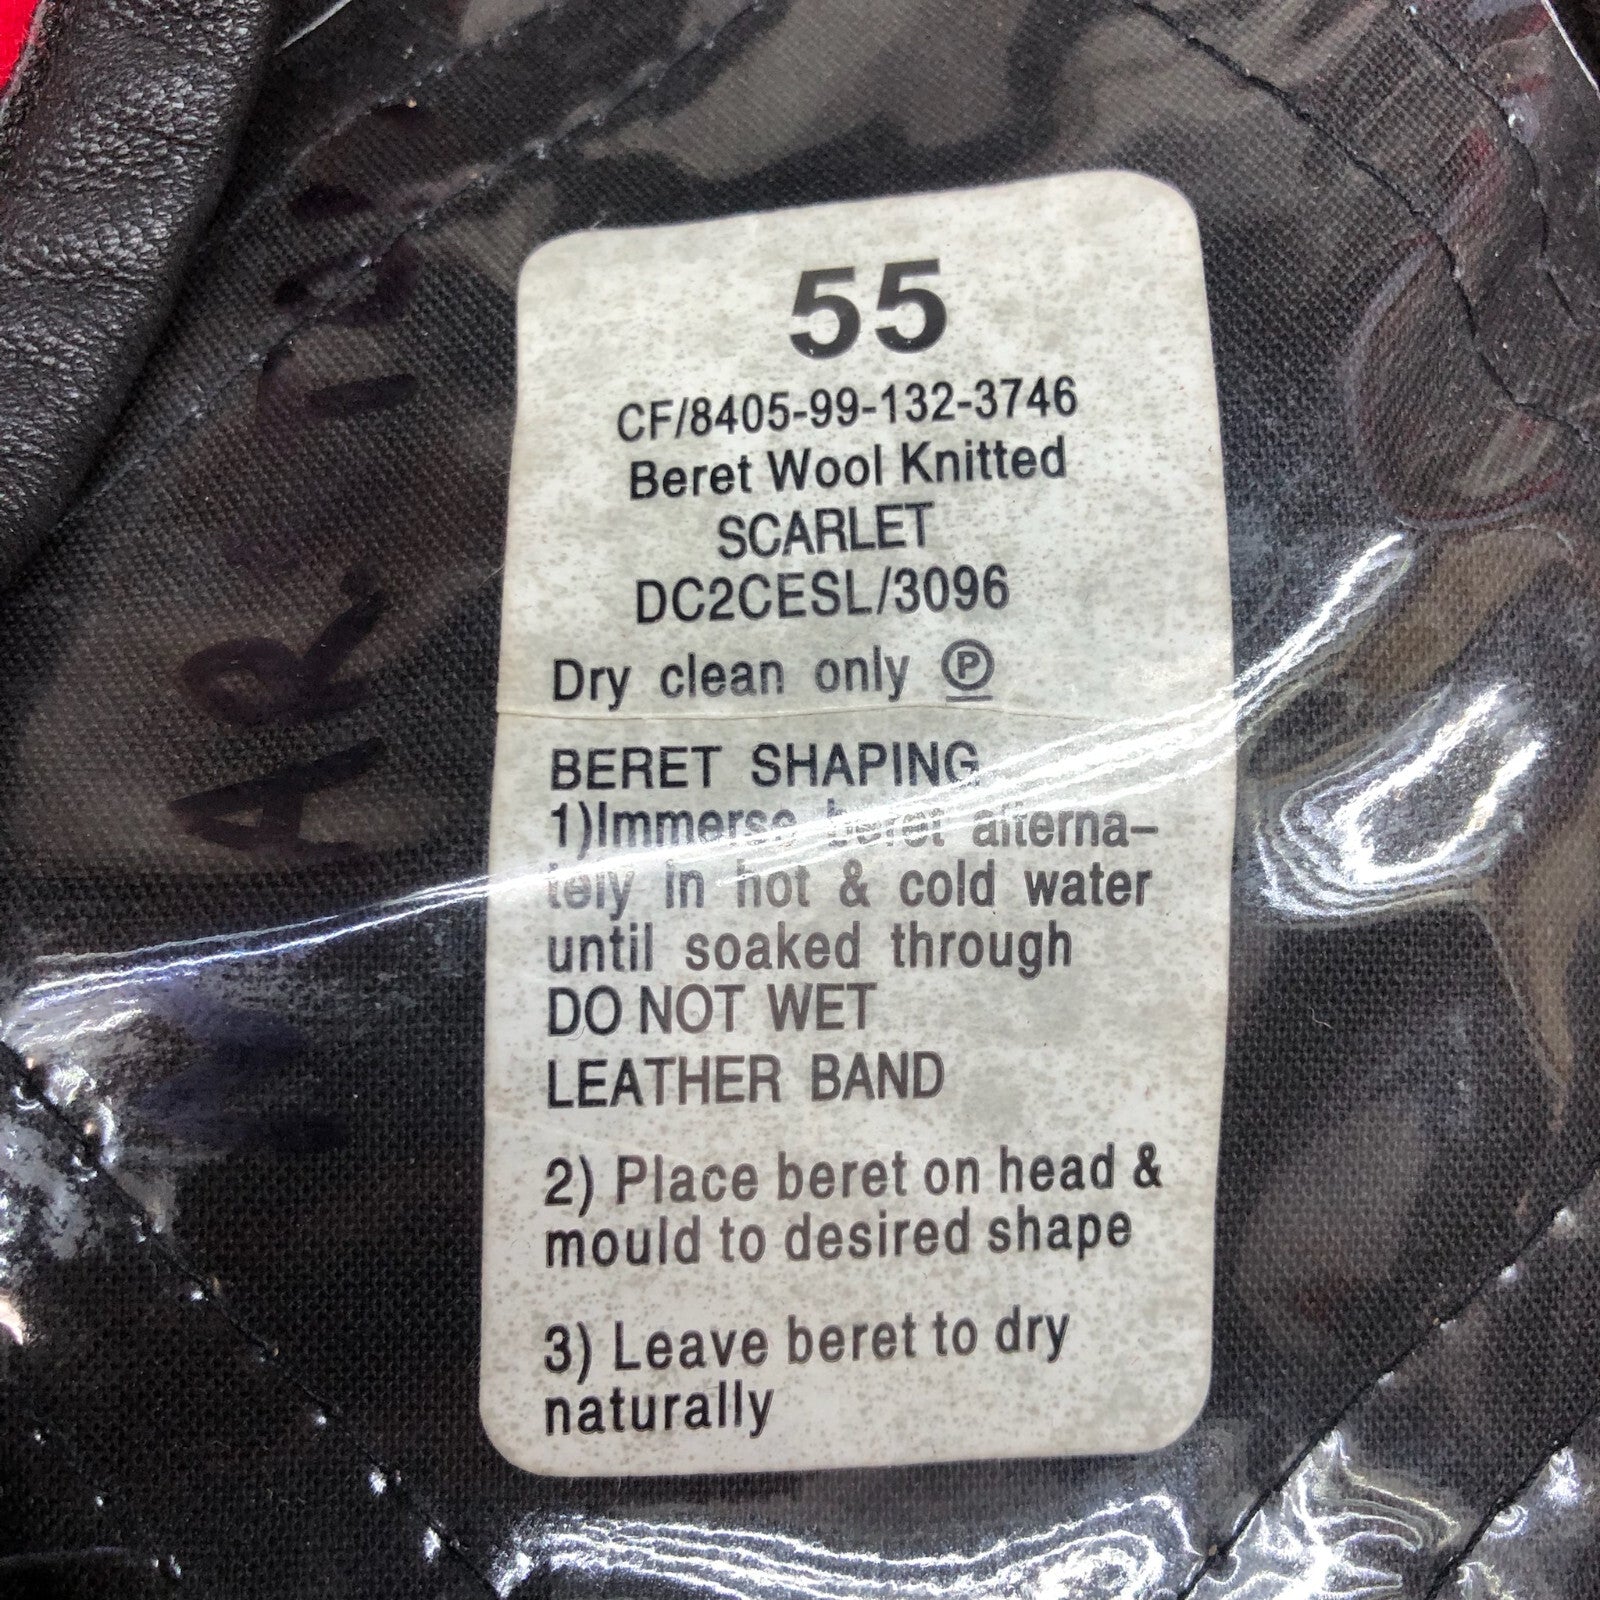 55
CF/8405-99-132-3746
Beret Wool Knitted
SCARLET
DC2CESL/3096
Dry clean only Ⓟ
BERET SHAPING
1)Immerse beret alterna-
tely in hot & cold water
until soaked through
DO NOT WET
LEATHER BAND
2) Place beret on head &
mould to desired shape
3) Leave beret to dry
naturally